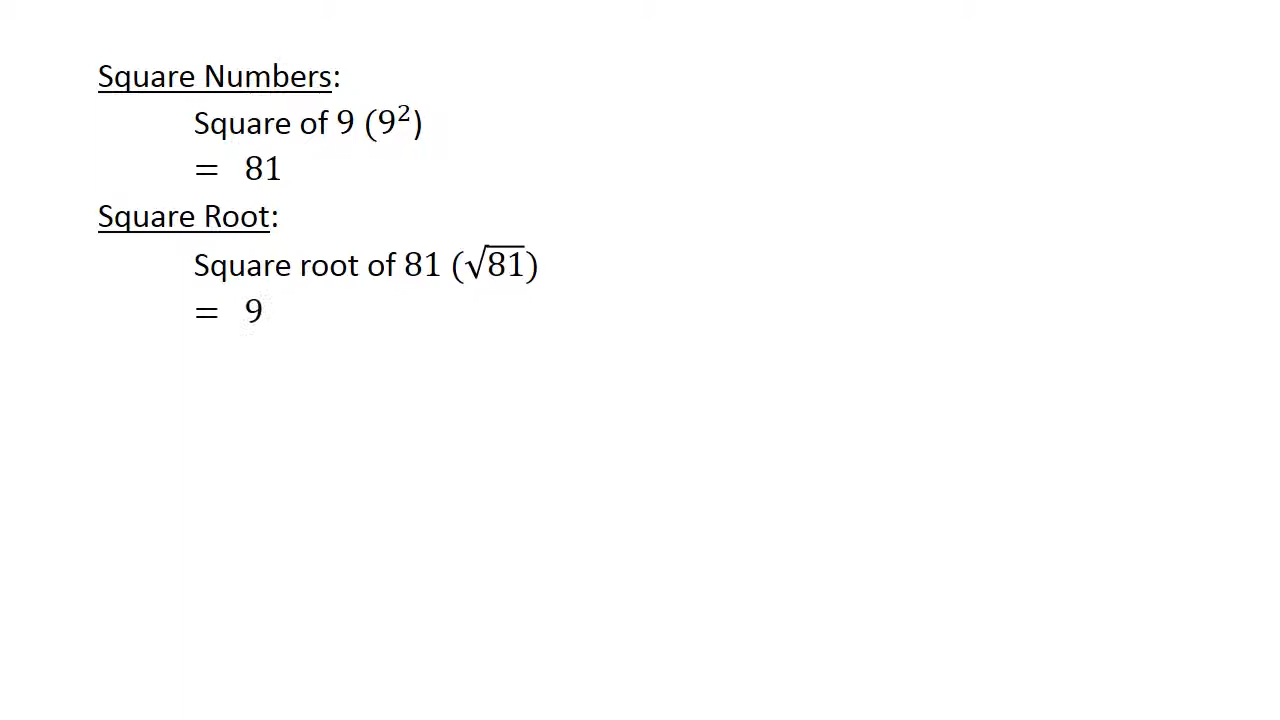 Square Numbers:
Square of 9 (9²)
= 81
Square Root:
Square root of 81 (√81)
= 9